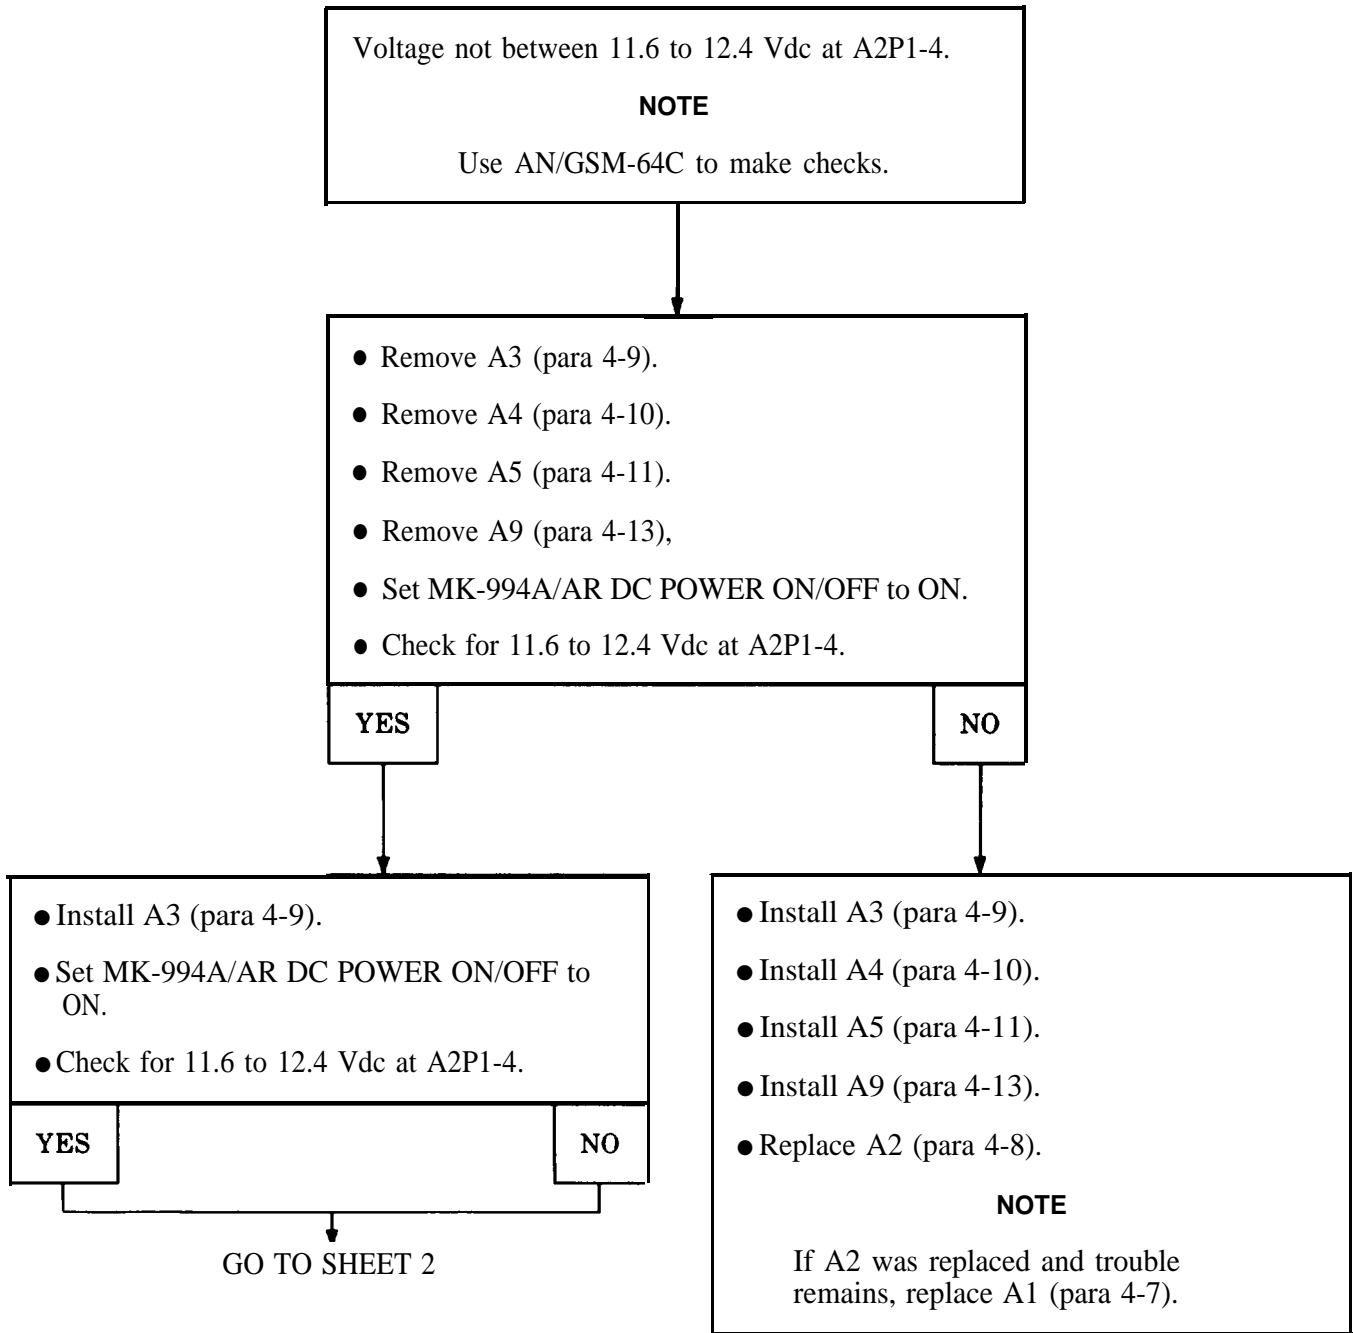 Voltage not between 11.6 to 12.4 Vdc at A2P1-4.
NOTE
Use AN/GSM-64C to make checks.
● Remove A3 (para 4-9).
● Remove A4 (para 4-10).
● Remove A5 (para 4-11).
● Remove A9 (para 4-13),
● Set MK-994A/AR DC POWER ON/OFF to ON.
● Check for 11.6 to 12.4 Vdc at A2P1-4.
YES
NO
● Install A3 (para 4-9).
● Set MK-994A/AR DC POWER ON/OFF to
ON.
● Check for 11.6 to 12.4 Vdc at A2P1-4.
YES
NO
GO TO SHEET 2
● Install A3 (para 4-9).
● Install A4 (para 4-10).
● Install A5 (para 4-11).
● Install A9 (para 4-13).
● Replace A2 (para 4-8).
NOTE
If A2 was replaced and trouble
remains, replace A1 (para 4-7).